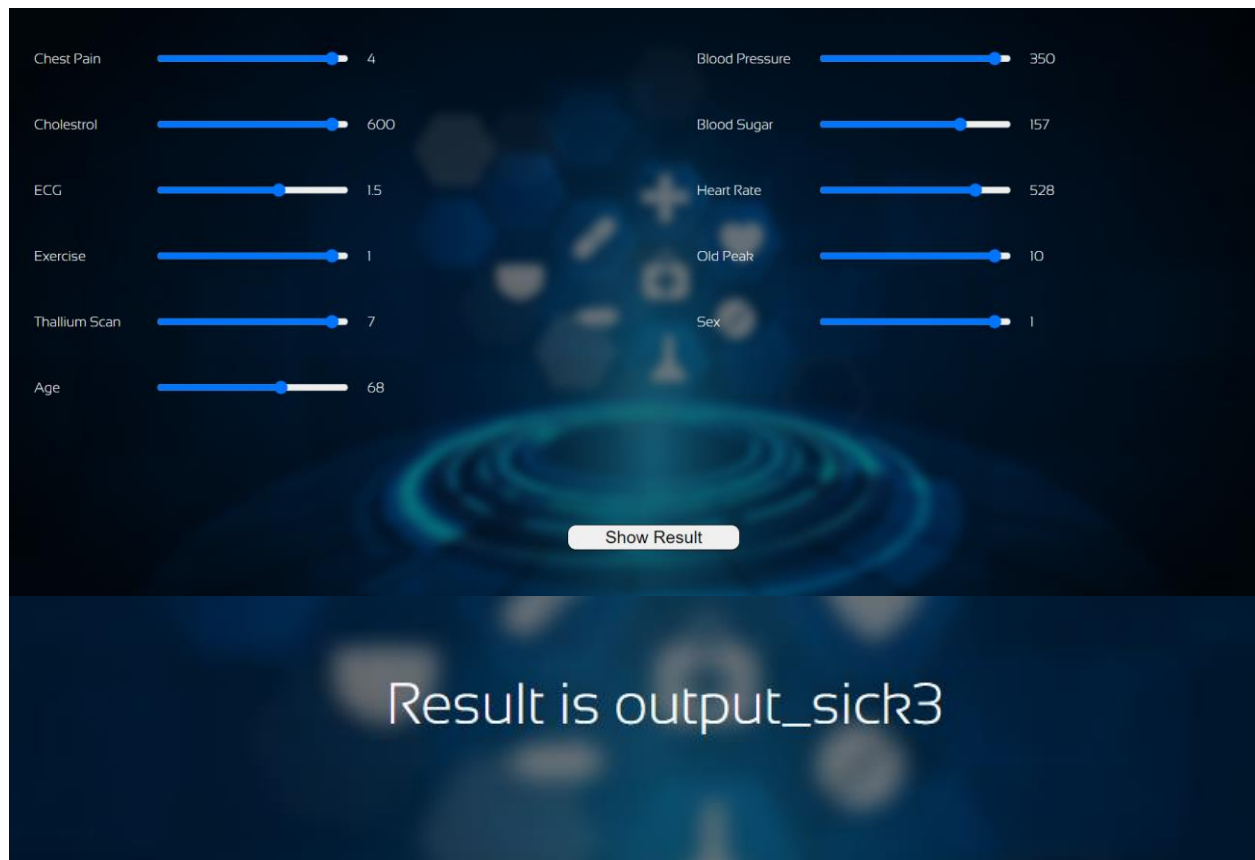 Chest Pain 4 Blood Pressure 350
Cholestrol 600 Blood Sugar 157
ECG 1.5 Heart Rate 528
Exercise 1 Old Peak 10
Thallium Scan 7 Sex 1
Age 68
Show Result
Result is output_sick3